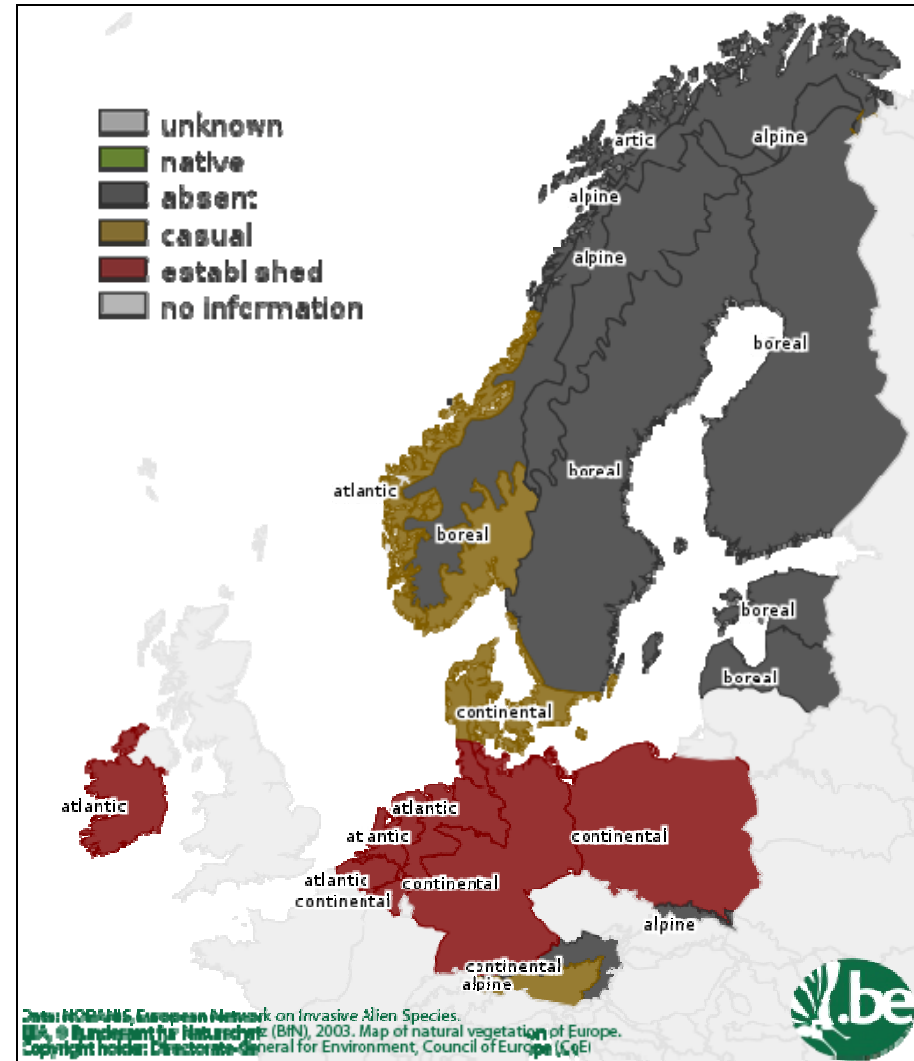 unknown
native
absent
casual
establ shed
no information
artic
alpine
alpine
alpine
boreal
atlantic
boreal
boreal
boreal
boreal
continental
atlantic
atlantic
continental
atlantic
atlantic
continental
continental
alpine
continental
alpine
.be
Data: NOBANIS, European Network on Invasive Alien Species.
EEA, © Bundesamt für Naturschutz (BfN), 2003. Map of natural vegetation of Europe.
Copyright holder: Directorate-General for Environment, Council of Europe (CoE)